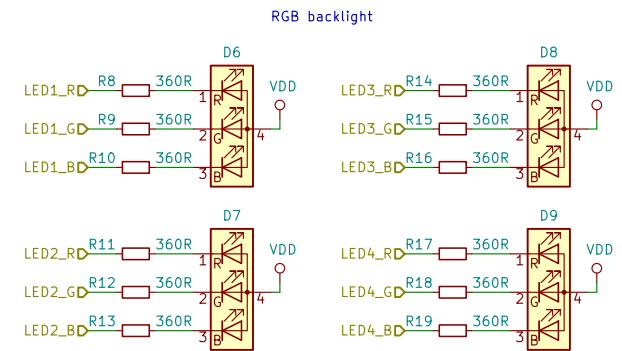 RGB backlight
D6
LED1_R R8 360R 1 R VDD
LED1_G R9 360R 2 G 4
LED1_B R10 360R 3 B
D8
LED3_R R14 360R 1 R VDD
LED3_G R15 360R 2 G 4
LED3_B R16 360R 3 B
D7
LED2_R R11 360R 1 R VDD
LED2_G R12 360R 2 G 4
LED2_B R13 360R 3 B
D9
LED4_R R17 360R 1 R VDD
LED4_G R18 360R 2 G 4
LED4_B R19 360R 3 B